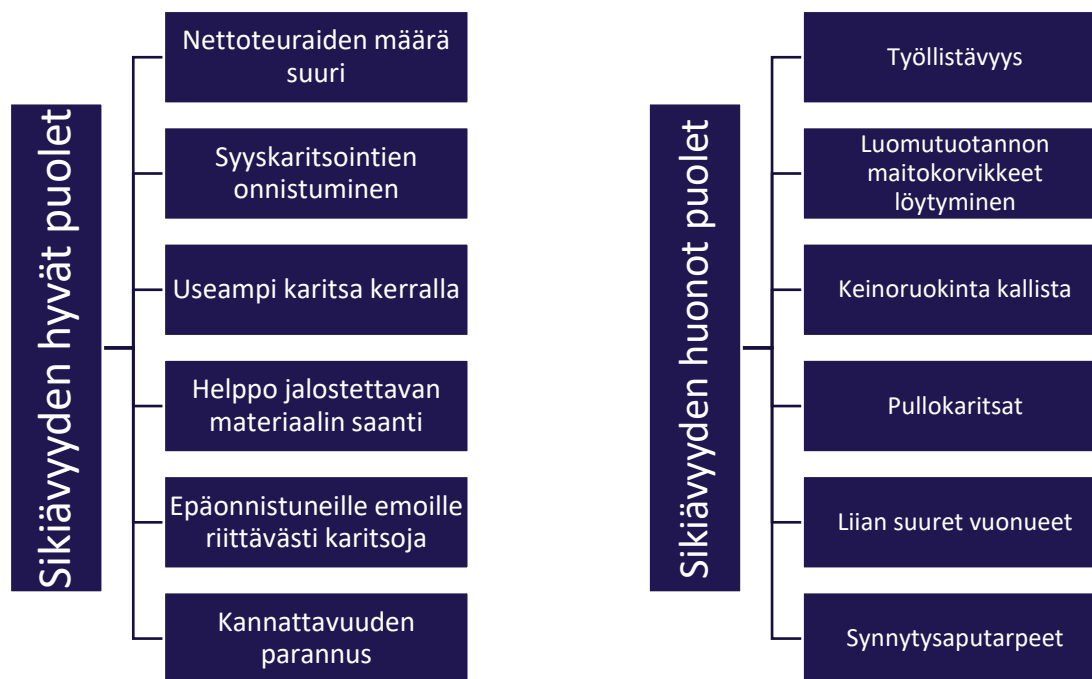 Sikiävyyden hyvät puolet
Nettoteuraiden määrä
suuri
Syyskaritsointien
onnistuminen
Useampi karitsa kerralla
Helppo jalostettavan
materiaalin saanti
Epäonnistuneille emoille
riittävästi karitsoja
Kannattavuuden
parannus
Sikiävyyden huonot puolet
Työllistävyys
Luomutuotannon
maitokorvikkeet
löytyminen
Keinoruokinta kallista
Pullokaritsat
Liian suuret vuonueet
Synnytysaputarpeet